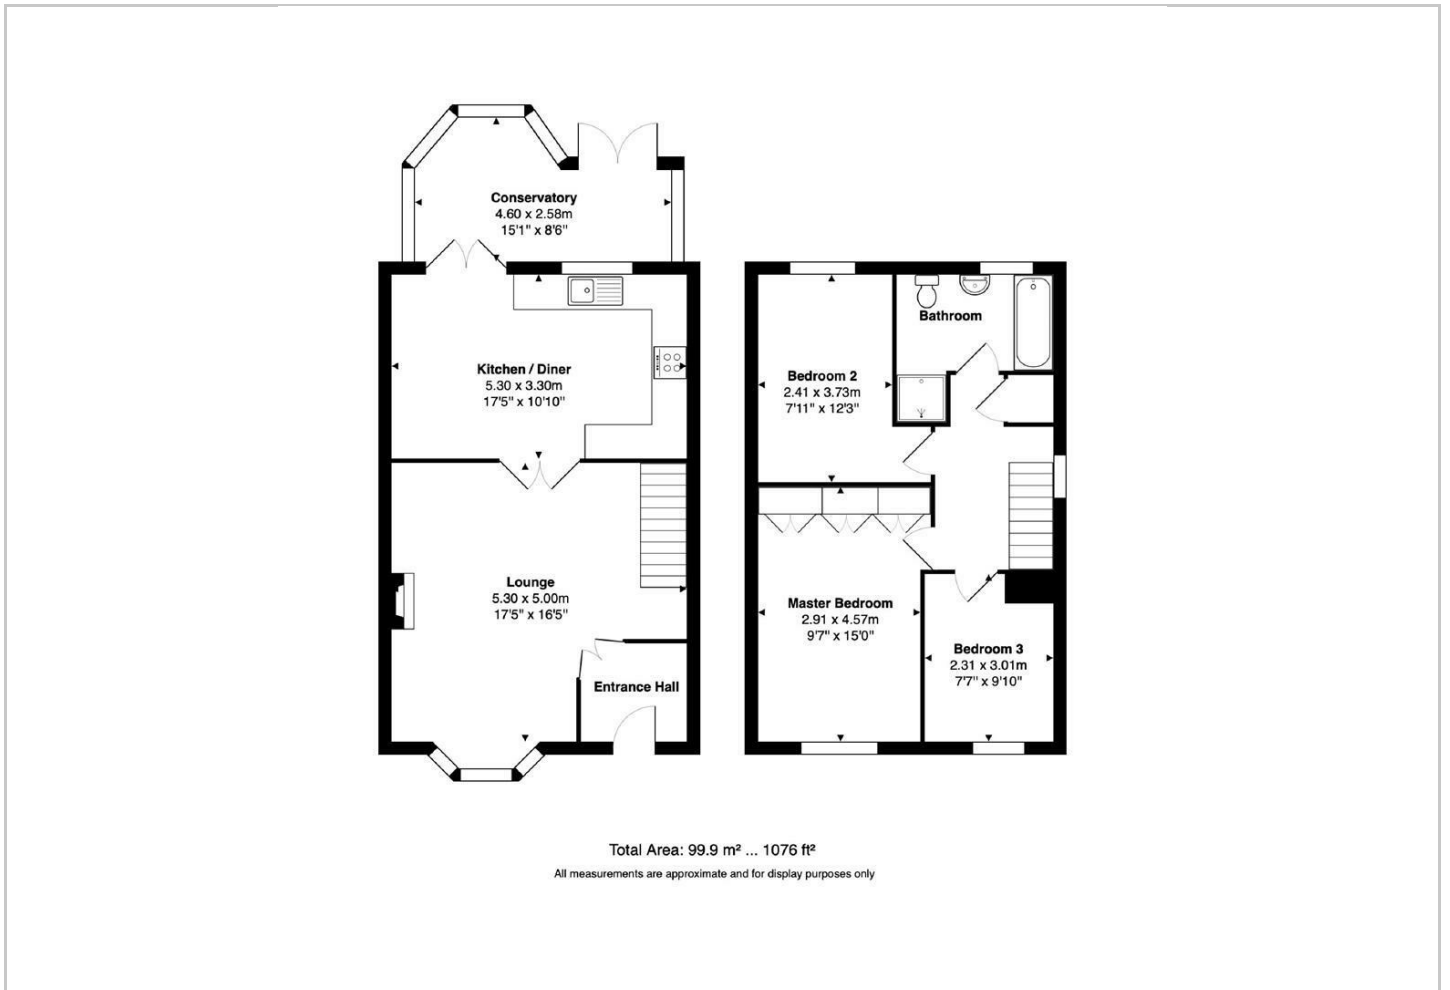 Conservatory
4.60 x 2.58m
15'1" x 8'6"
Kitchen / Diner
5.30 x 3.30m
17'5" x 10'10"
Lounge
5.30 x 5.00m
17'5" x 16'5"
Entrance Hall
Bathroom
Bedroom 2
2.41 x 3.73m
7'11" x 12'3"
Master Bedroom
2.91 x 4.57m
9'7" x 15'0"
Bedroom 3
2.31 x 3.01m
7'7" x 9'10"
Total Area: 99.9 m² ... 1076 ft²
All measurements are approximate and for display purposes only